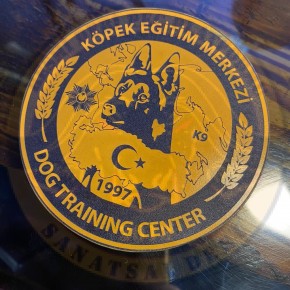 KÖPEK EĞİTİM MERKEZİ
K9
1997
DOG TRAINING CENTER